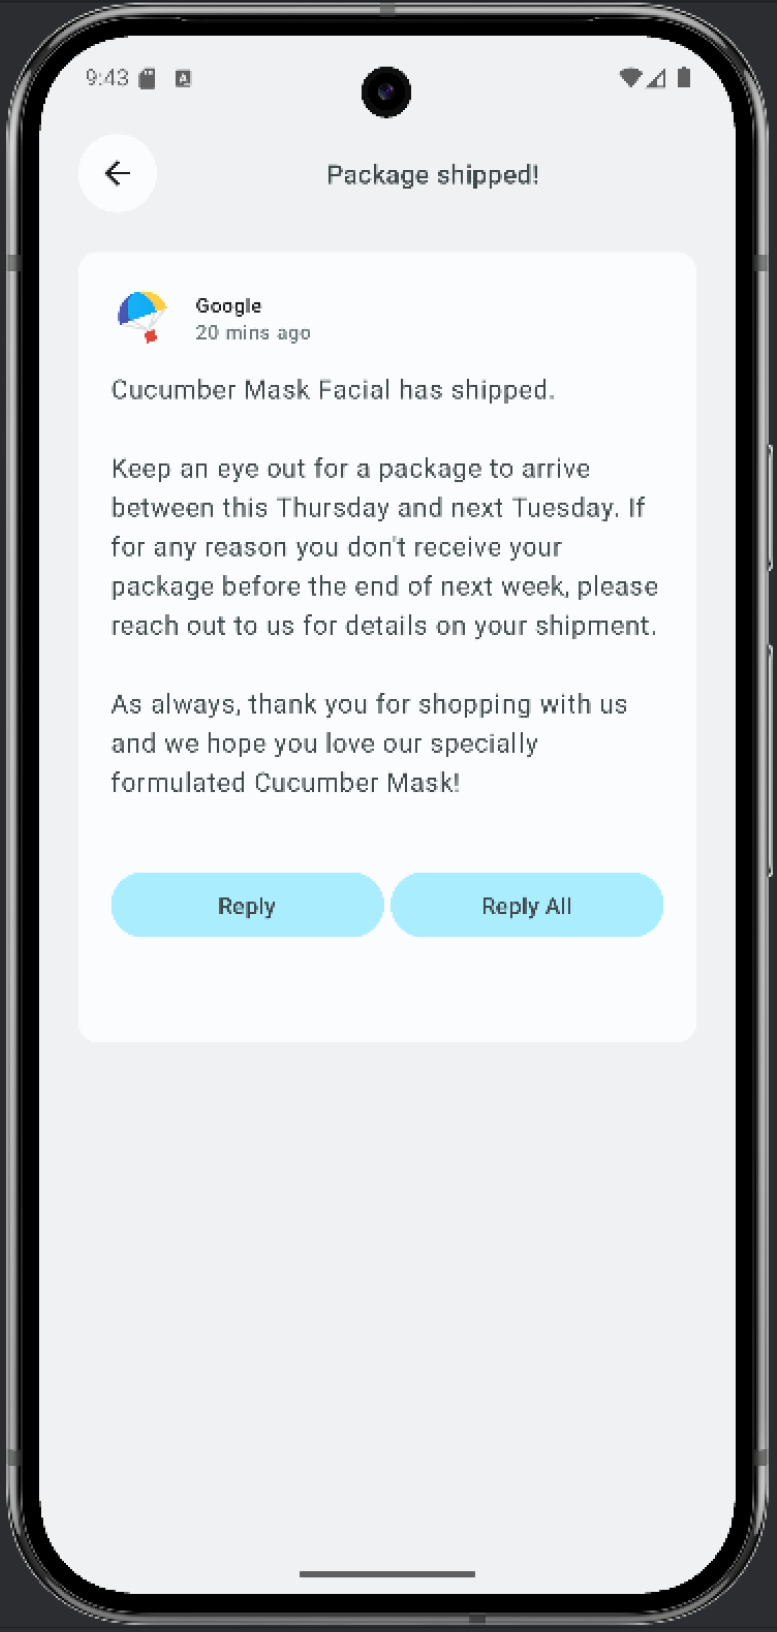 9:43
Package shipped!
Google
20 mins ago
Cucumber Mask Facial has shipped.
Keep an eye out for a package to arrive
between this Thursday and next Tuesday. If
for any reason you don't receive your
package before the end of next week, please
reach out to us for details on your shipment.
As always, thank you for shopping with us
and we hope you love our specially
formulated Cucumber Mask!
Reply
Reply All